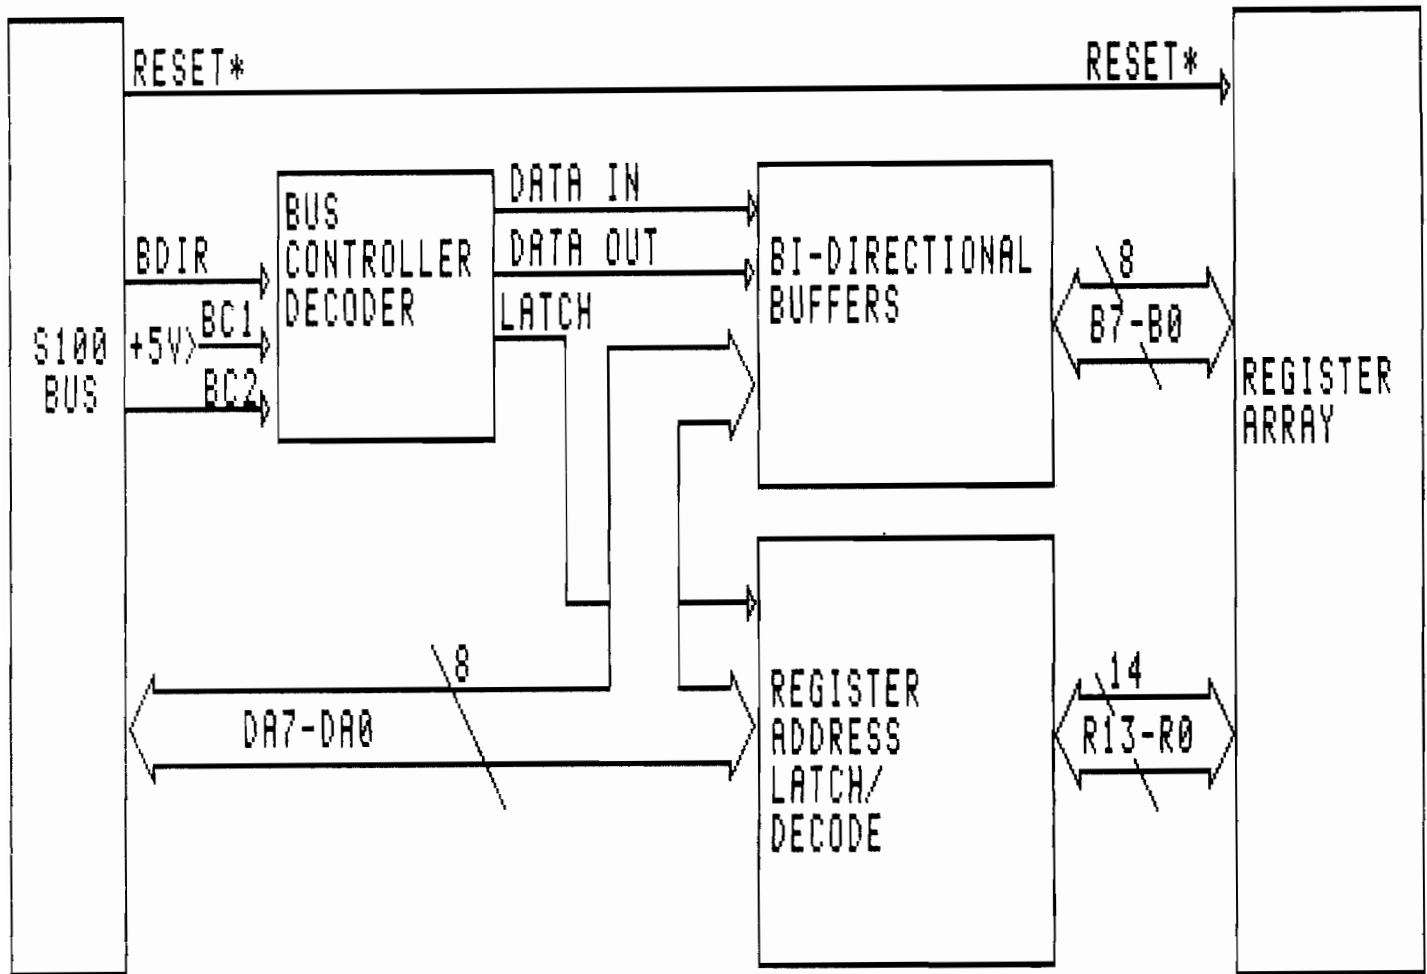 RESET*
RESET*
S100
BUS
BDIR
+5V>
BC1
BC2
BUS
CONTROLLER
DECODER
DATA IN
DATA OUT
LATCH
BI-DIRECTIONAL
BUFFERS
8
B7-B0
REGISTER
ARRAY
8
DA7-DA0
REGISTER
ADDRESS
LATCH/
DECODE
14
R13-R0